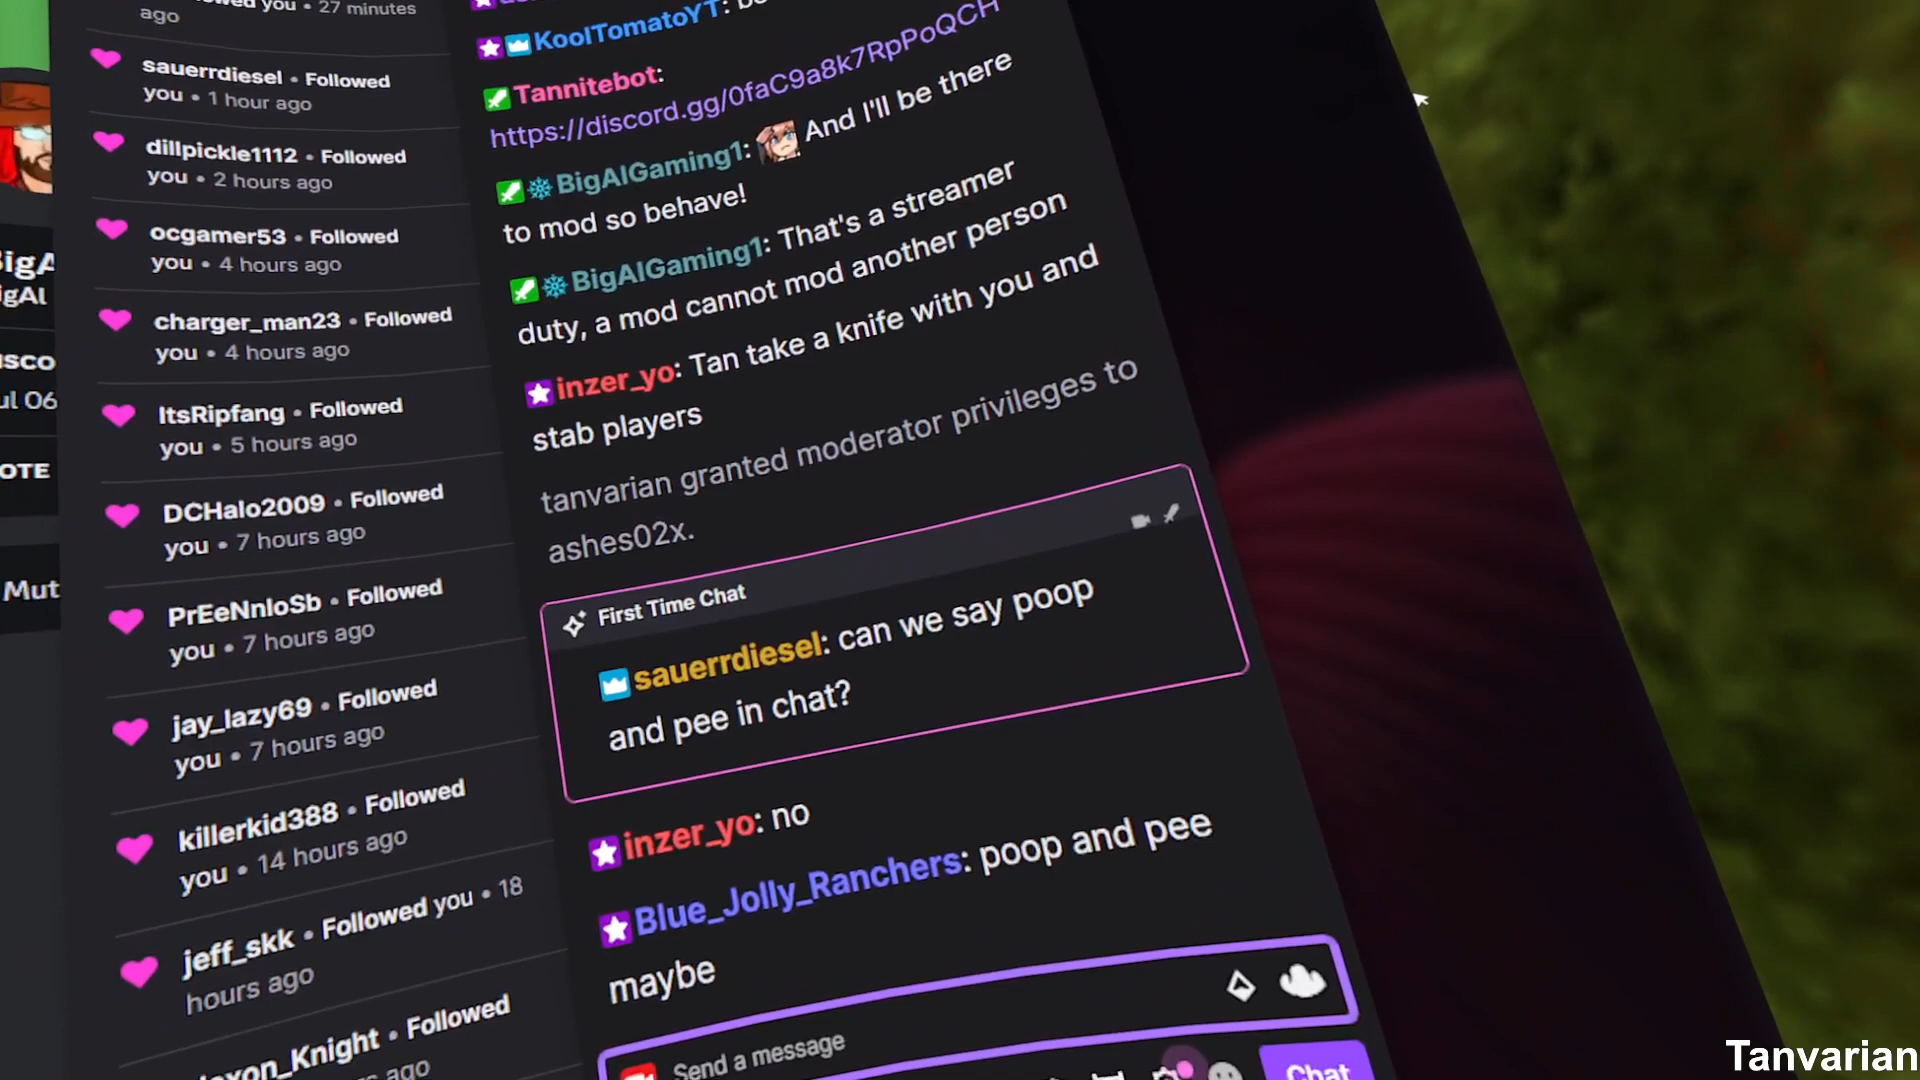 you • 27 minutes
ago
sauerrdiesel • Followed
you • 1 hour ago
dillpickle1112 • Followed
you • 2 hours ago
ocgamer53 • Followed
you • 4 hours ago
charger_man23 • Followed
you • 4 hours ago
ItsRipfang • Followed
you • 5 hours ago
DCHalo2009 • Followed
you • 7 hours ago
PrEeNnIoSb • Followed
you • 7 hours ago
jay_lazy69 • Followed
you • 7 hours ago
killerkid388 • Followed
you • 14 hours ago
jeff_skk • Followed you • 18
hours ago
Knight • Followed
ago
KoolTomatoYT:
Tannitebot:
https://discord.gg/0faC9a8k7RpPoQCH
BigAlGaming1: And I'll be there
to mod so behave!
BigAlGaming1: That's a streamer
duty, a mod cannot mod another person
inzer_yo: Tan take a knife with you and
stab players
tanvarian granted moderator privileges to
ashes02x.
First Time Chat
sauerrdiesel: can we say poop
and pee in chat?
inzer_yo: no
Blue_Jolly_Ranchers: poop and pee
maybe
Send a message
Chat
Tanvarian